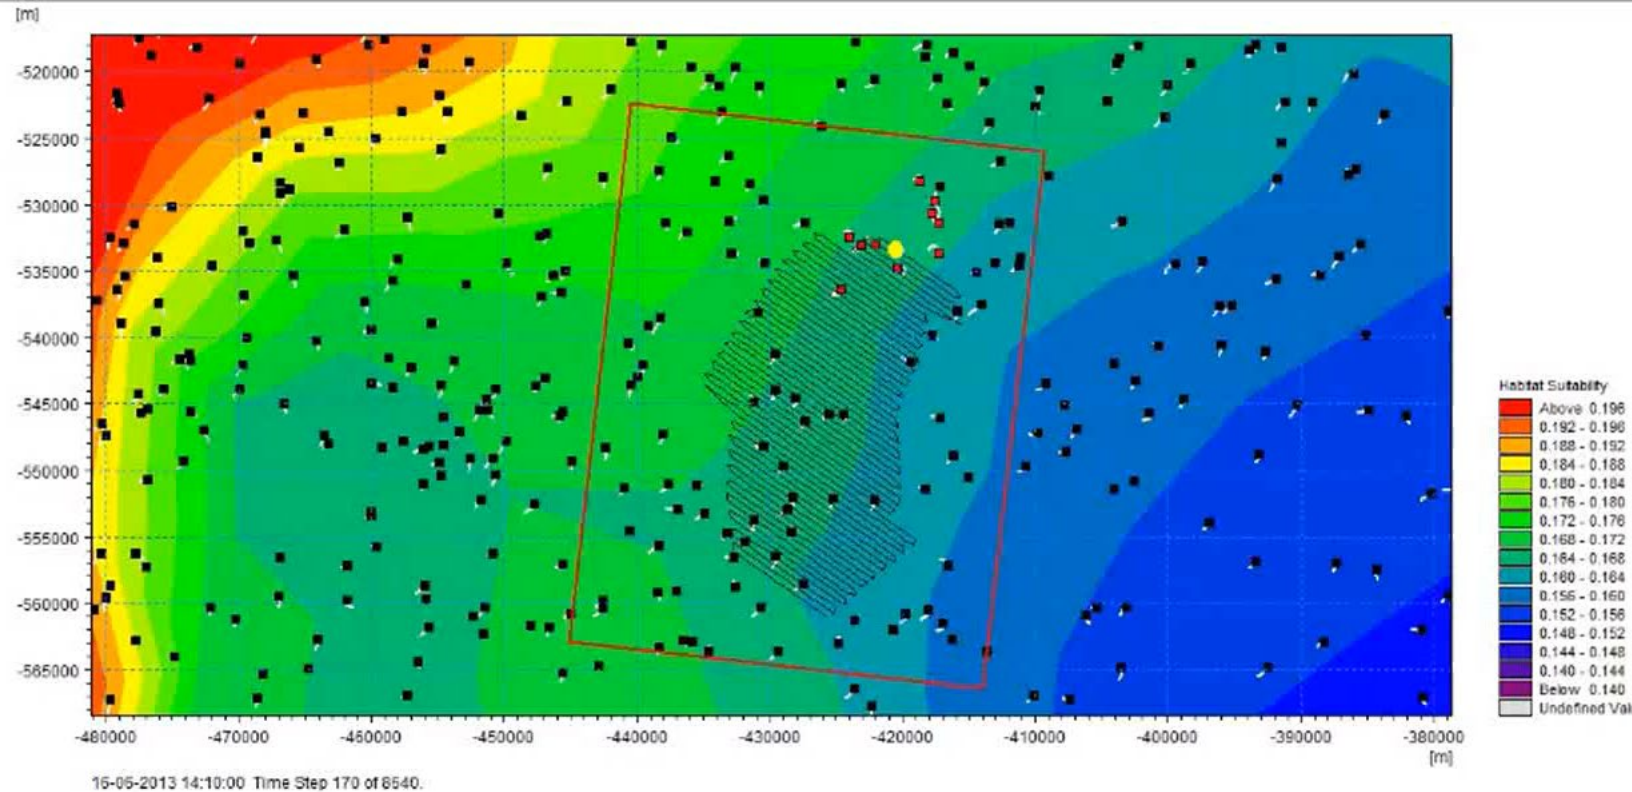 [m]
-520000
-525000
-530000
-535000
-540000
-545000
-550000
-555000
-560000
-565000
-480000 -470000 -460000 -450000 -440000 -430000 -420000 -410000 -400000 -390000 -380000
[m]
16-05-2013 14:10:00 Time Step 170 of 8540.
Habitat Suitability
Above 0.196
0.192 - 0.196
0.188 - 0.192
0.184 - 0.188
0.180 - 0.184
0.176 - 0.180
0.172 - 0.176
0.168 - 0.172
0.164 - 0.168
0.160 - 0.164
0.156 - 0.160
0.152 - 0.156
0.148 - 0.152
0.144 - 0.148
0.140 - 0.144
Below 0.140
Undefined Val